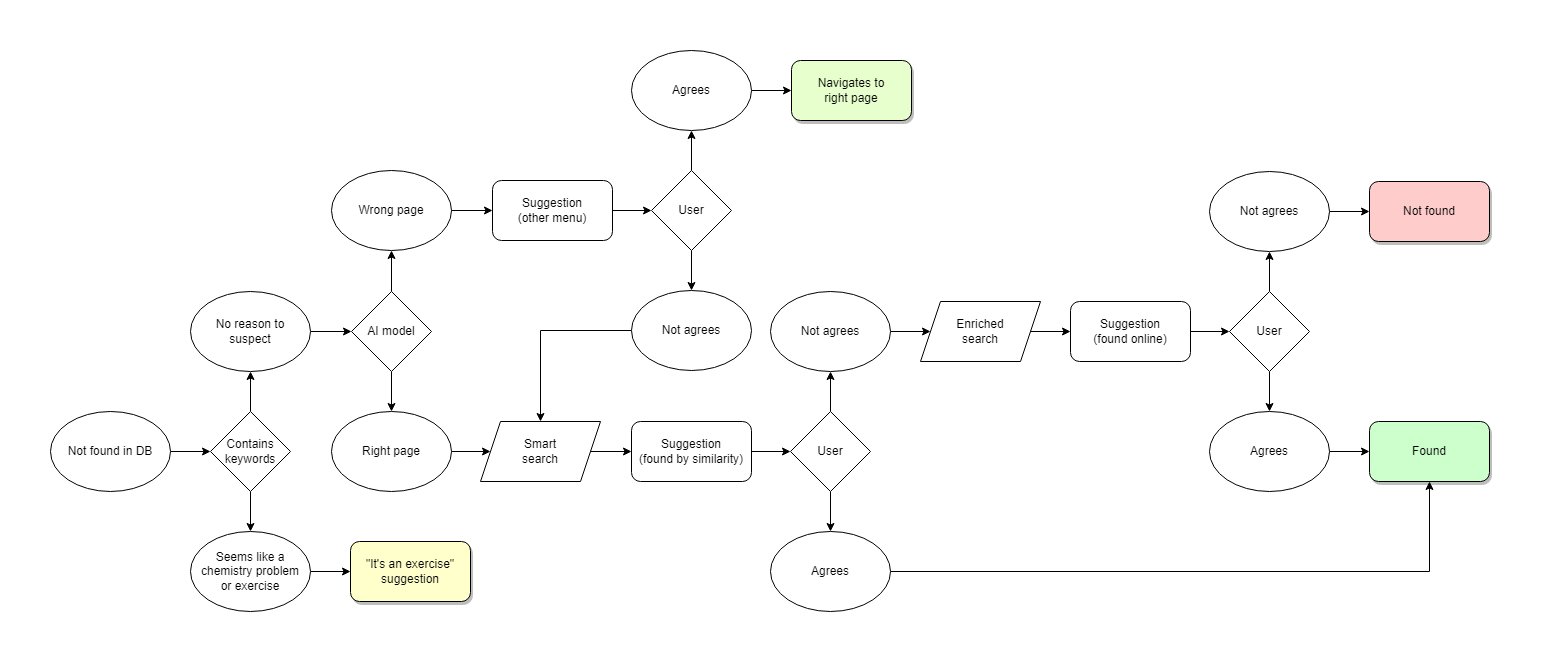 Agrees
Navigates to
right page
Wrong page
Suggestion
(other menu)
User
Not agrees
Not found
No reason to
suspect
AI model
Not agrees
Not agrees
Enriched
search
Suggestion
(found online)
User
Not found in DB
Contains
keywords
Right page
Smart
search
Suggestion
(found by similarity)
User
Agrees
Found
Seems like a
chemistry problem
or exercise
"It's an exercise"
suggestion
Agrees